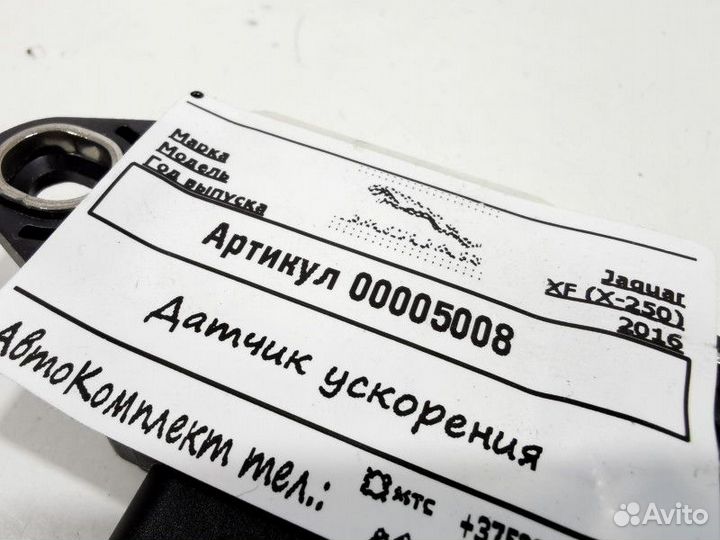 Марка
Модель
Год выпуска
Jaguar
XF (X-250)
2016
Артикул 00005008
Датчик ускорения
АвтоКомплект тел.:
мтс
Avito